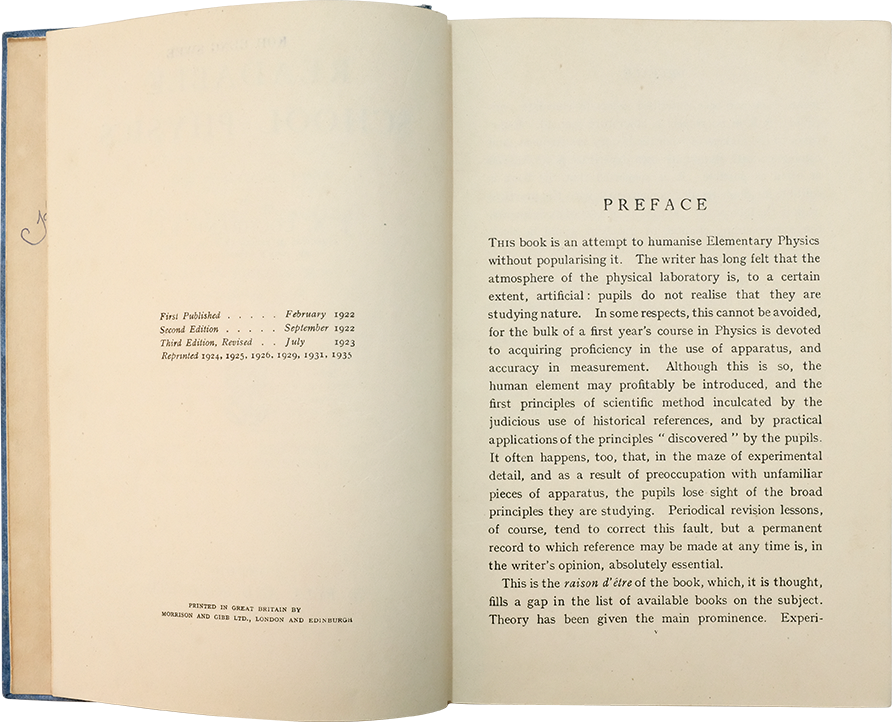 First Published . . . . . February 1922
Second Edition . . . . . September 1922
Third Edition, Revised . . July 1923
Reprinted 1924, 1925, 1926, 1929, 1931, 1935
PRINTED IN GREAT BRITAIN BY
MORRISON AND GIBB LTD., LONDON AND EDINBURGH
PREFACE
THIS book is an attempt to humanise Elementary Physics
without popularising it. The writer has long felt that the
atmosphere of the physical laboratory is, to a certain
extent, artificial : pupils do not realise that they are
studying nature. In some respects, this cannot be avoided,
for the bulk of a first year's course in Physics is devoted
to acquiring proficiency in the use of apparatus, and
accuracy in measurement. Although this is so, the
human element may profitably be introduced, and the
first principles of scientific method inculcated by the
judicious use of historical references, and by practical
applications of the principles “ discovered ” by the pupils.
It often happens, too, that, in the maze of experimental
detail, and as a result of preoccupation with unfamiliar
pieces of apparatus, the pupils lose sight of the broad
principles they are studying. Periodical revision lessons,
of course, tend to correct this fault, but a permanent
record to which reference may be made at any time is, in
the writer's opinion, absolutely essential.
This is the raison d'être of the book, which, it is thought,
fills a gap in the list of available books on the subject.
Theory has been given the main prominence. Experi-